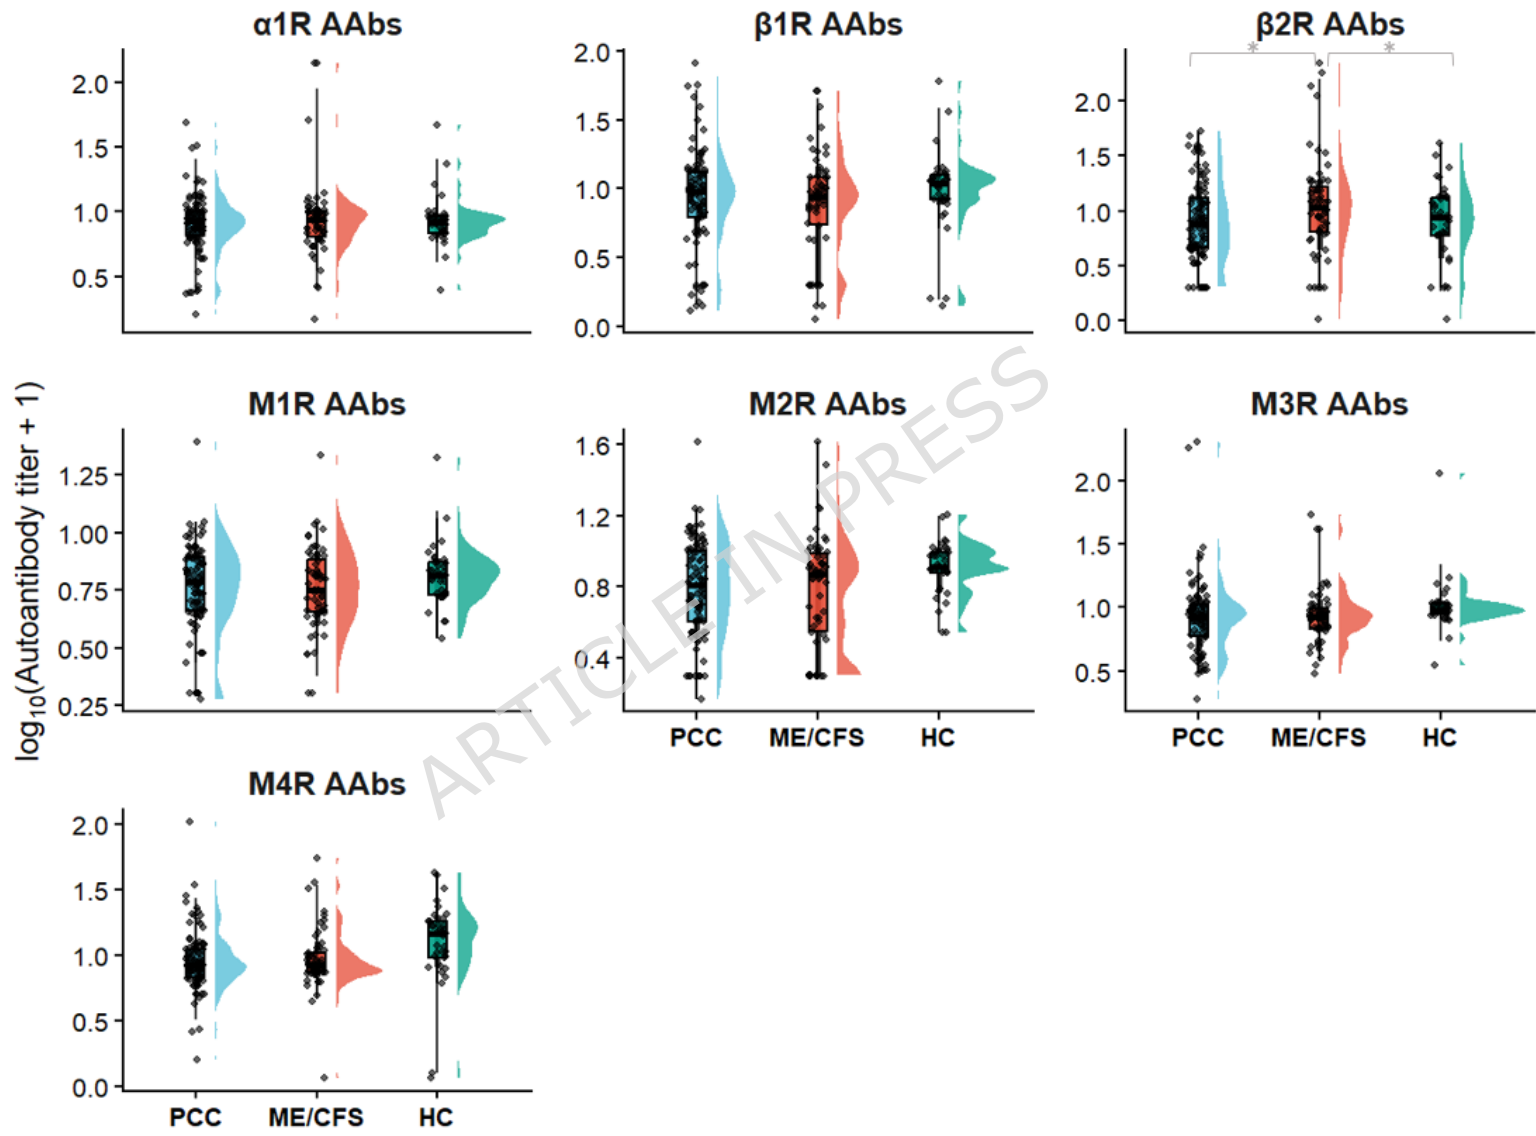 α1R AAbs
β1R AAbs
β2R AAbs
2.0
1.5
1.0
0.5
2.0
1.5
1.0
0.5
0.0
* *
2.0
1.5
1.0
0.5
0.0
log10(Autoantibody titer + 1)
M1R AAbs
M2R AAbs
M3R AAbs
1.25
1.00
0.75
0.50
0.25
1.6
1.2
0.8
0.4
2.0
1.5
1.0
0.5
PCC ME/CFS HC
PCC ME/CFS HC
ARTICLE IN PRESS
M4R AAbs
2.0
1.5
1.0
0.5
0.0
PCC ME/CFS HC